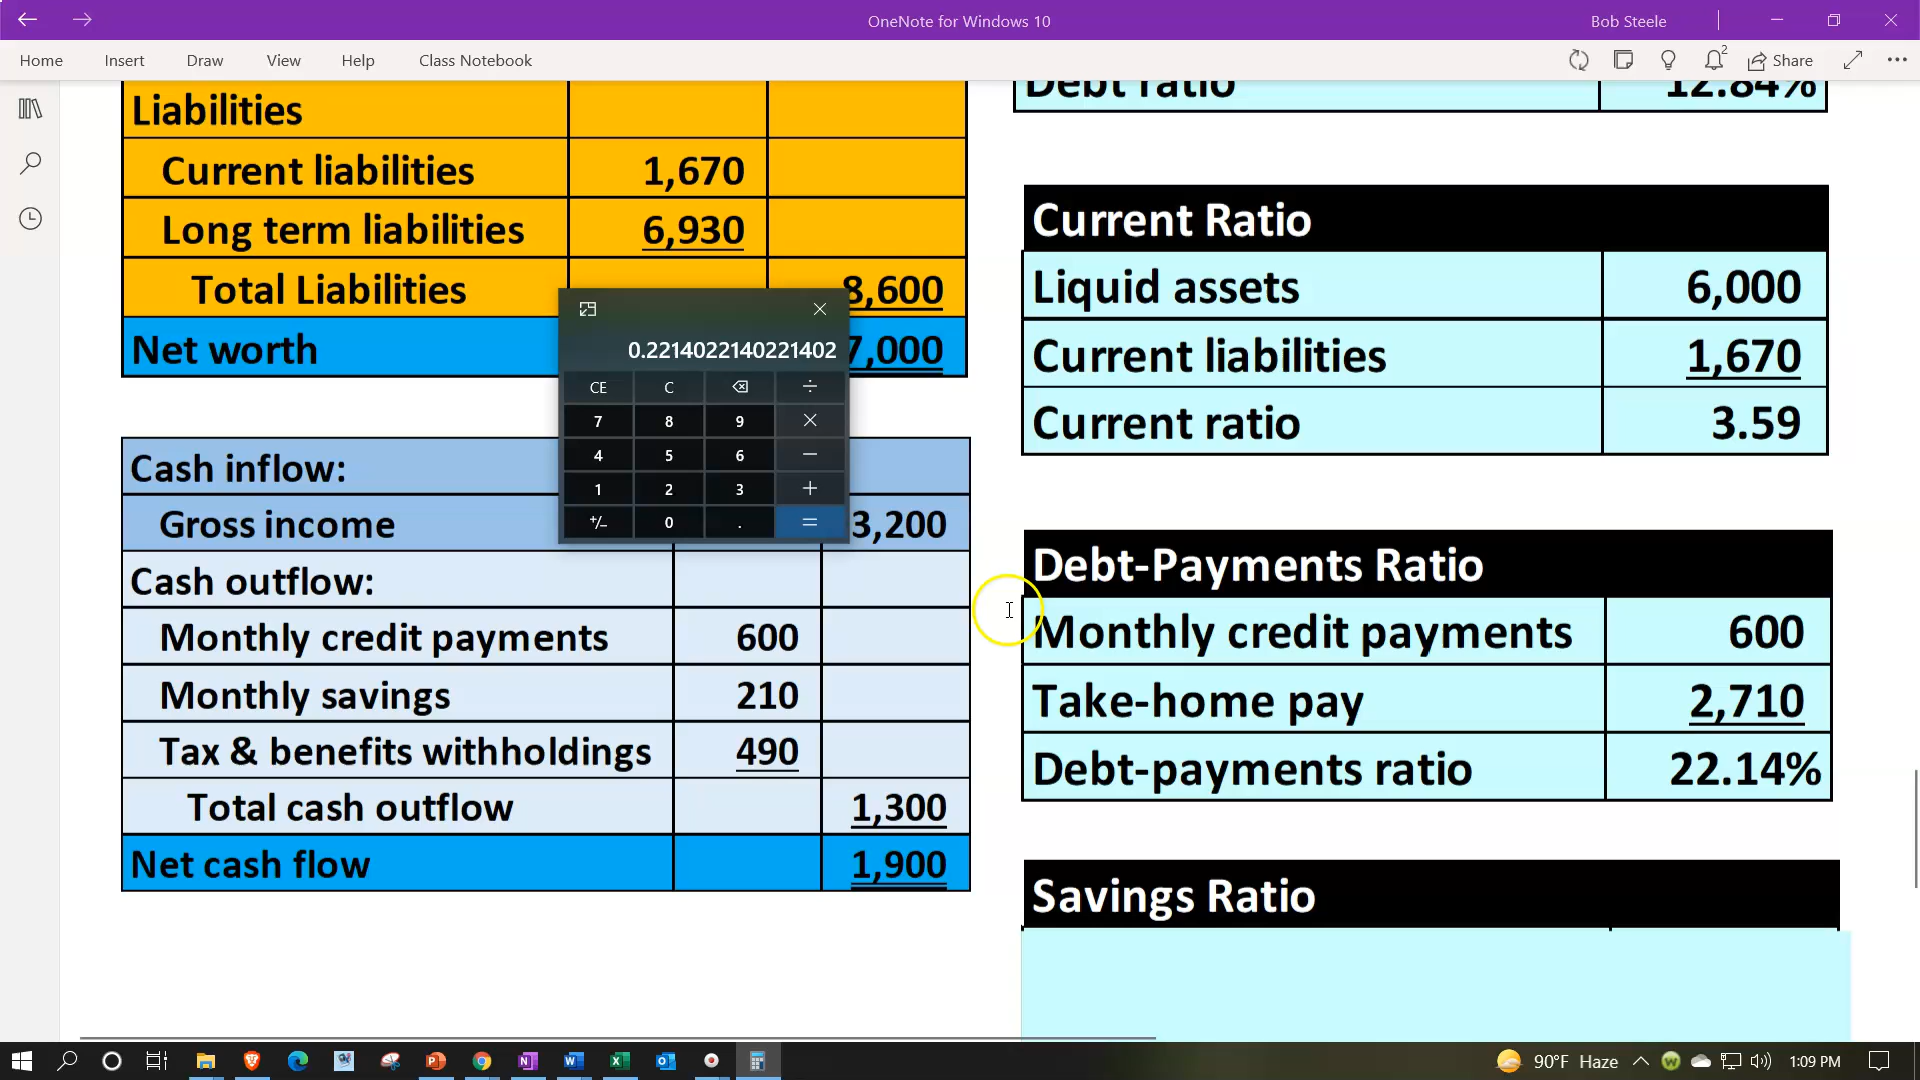 OneNote for Windows 10
Bob Steele
Home Insert Draw View Help Class Notebook
2
Share
Liabilities
Current liabilities 1,670
Long term liabilities 6,930
Total Liabilities 8,600
Net worth 7,000
0.2214022140221402
CE C ÷
7 8 9 ×
4 5 6 −
1 2 3 +
+/− 0 . =
Cash inflow:
Gross income 3,200
Cash outflow:
Monthly credit payments 600
Monthly savings 210
Tax & benefits withholdings 490
Total cash outflow 1,300
Net cash flow 1,900
Debt ratio 12.84%
Current Ratio
Liquid assets 6,000
Current liabilities 1,670
Current ratio 3.59
Debt-Payments Ratio
Monthly credit payments 600
Take-home pay 2,710
Debt-payments ratio 22.14%
Savings Ratio
90°F Haze
1:09 PM